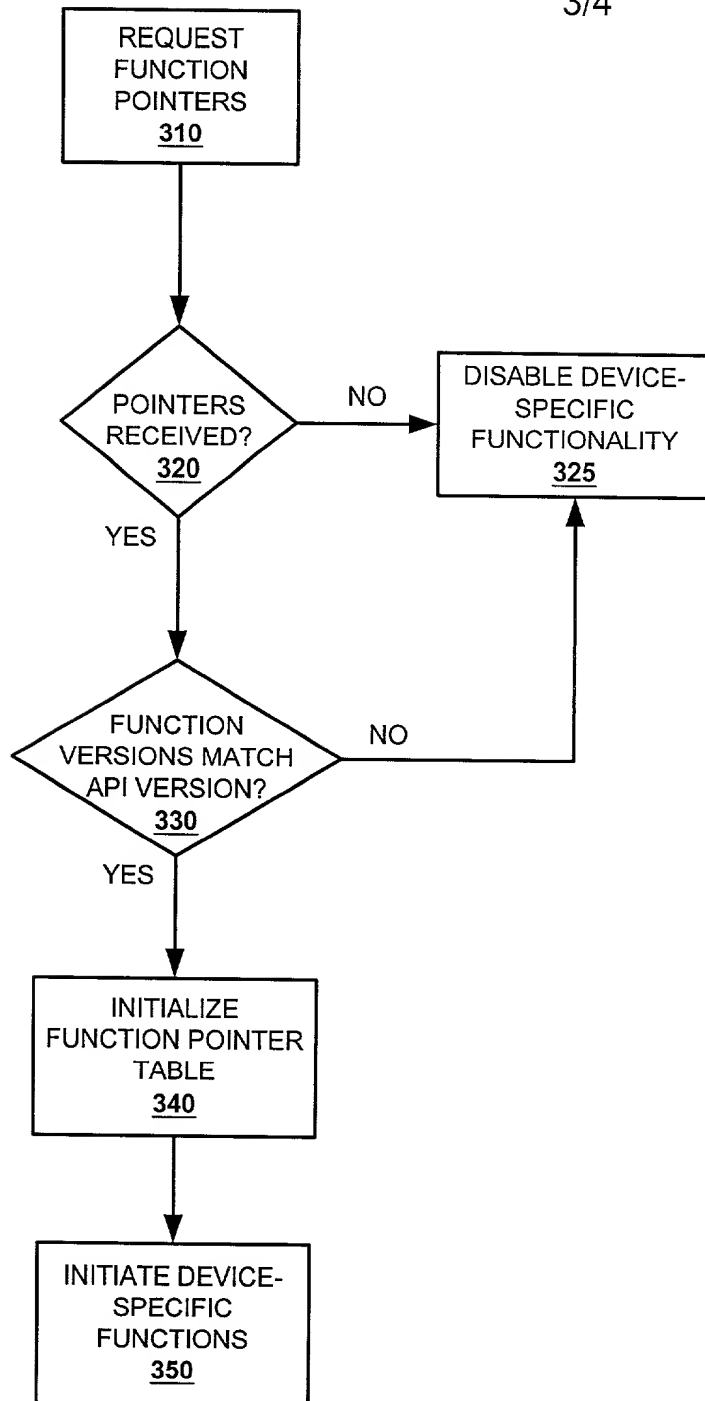 3/4
REQUEST
FUNCTION
POINTERS
310
POINTERS
RECEIVED?
320
NO
YES
DISABLE DEVICE-
SPECIFIC
FUNCTIONALITY
325
FUNCTION
VERSIONS MATCH
API VERSION?
330
NO
YES
INITIALIZE
FUNCTION POINTER
TABLE
340
INITIATE DEVICE-
SPECIFIC
FUNCTIONS
350